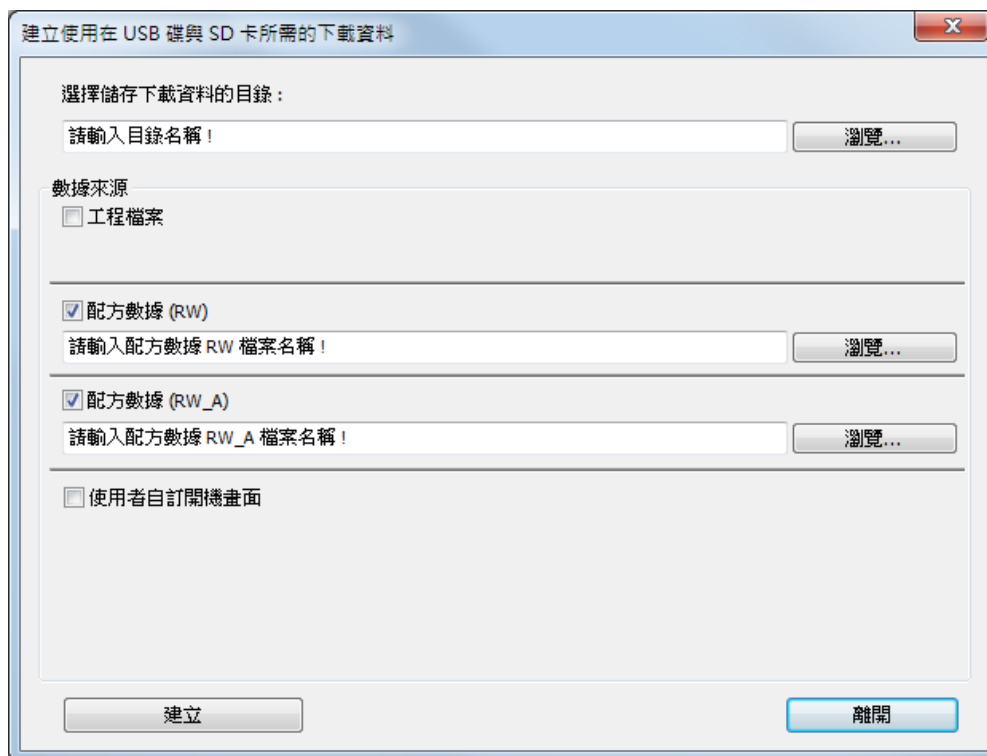 建立使用在 USB 碟與 SD 卡所需的下載資料
選擇儲存下載資料的目錄：
請輸入目錄名稱！
瀏覽...
數據來源
工程檔案
配方數據 (RW)
請輸入配方數據 RW 檔案名稱！
瀏覽...
配方數據 (RW_A)
請輸入配方數據 RW_A 檔案名稱！
瀏覽...
使用者自訂開機畫面
建立
離開